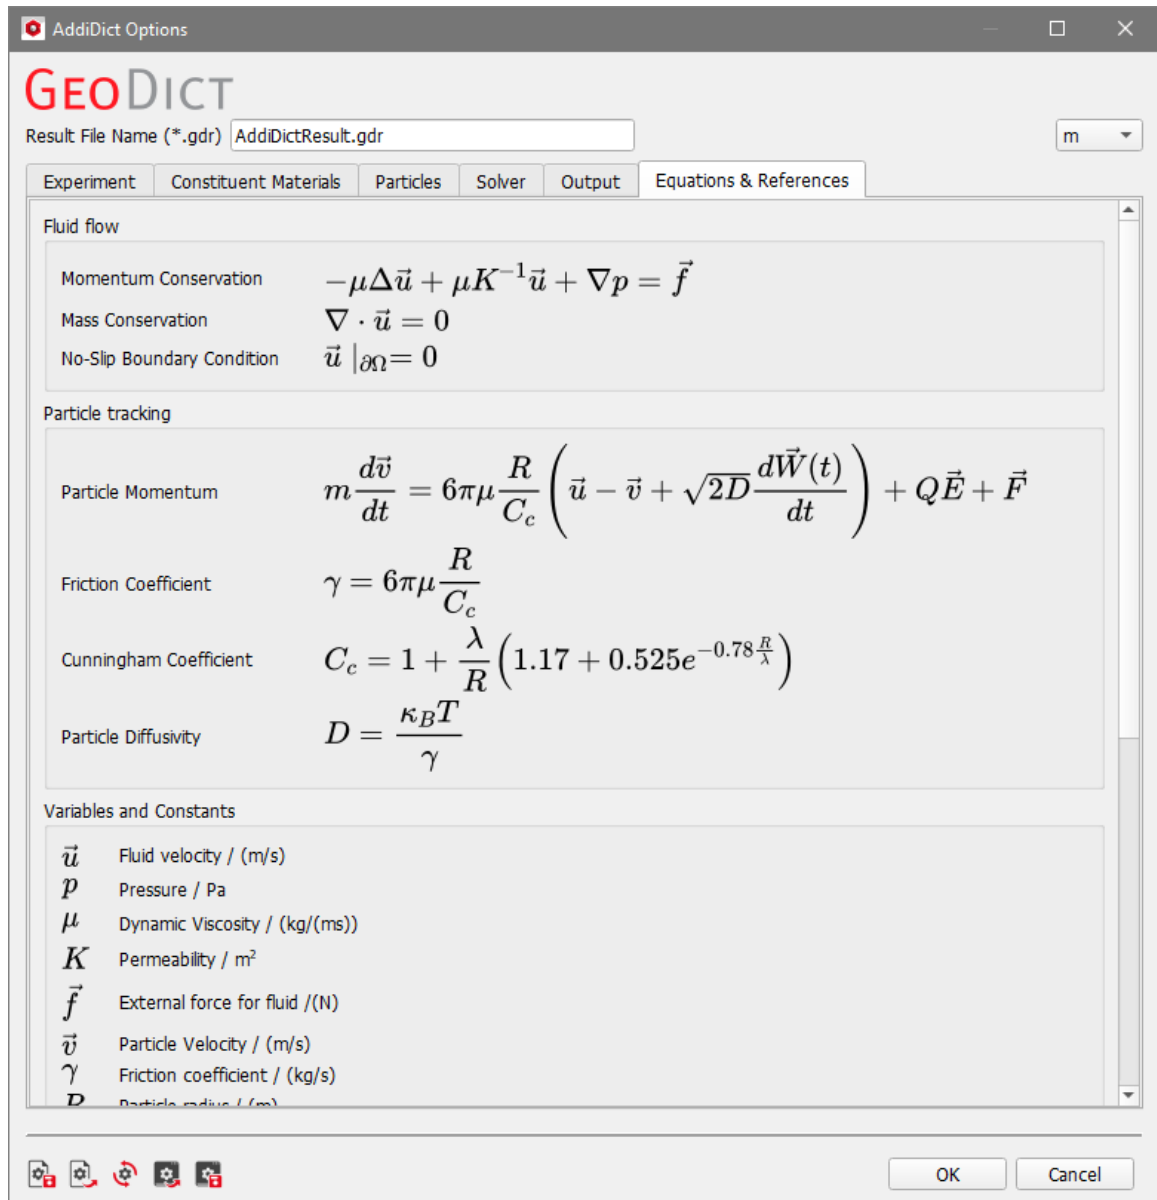 AddiDict Options
GEODICT
Result File Name (*.gdr) AddiDictResult.gdr m
Experiment Constituent Materials Particles Solver Output Equations & References
Fluid flow
Momentum Conservation −μΔu⃗ + μK⁻¹u⃗ + ∇p = f⃗
Mass Conservation ∇ · u⃗ = 0
No-Slip Boundary Condition u⃗ |∂Ω = 0
Particle tracking
Particle Momentum m dv⃗/dt = 6πμ R/C_c (u⃗ − v⃗ + √2D dW⃗(t)/dt) + QE⃗ + F⃗
Friction Coefficient γ = 6πμ R/C_c
Cunningham Coefficient C_c = 1 + λ/R (1.17 + 0.525e^(−0.78 R/λ))
Particle Diffusivity D = κ_B T/γ
Variables and Constants
u⃗ Fluid velocity / (m/s)
p Pressure / Pa
μ Dynamic Viscosity / (kg/(ms))
K Permeability / m²
f⃗ External force for fluid /(N)
v⃗ Particle Velocity / (m/s)
γ Friction coefficient / (kg/s)
R Particle radius / (m)
OK Cancel